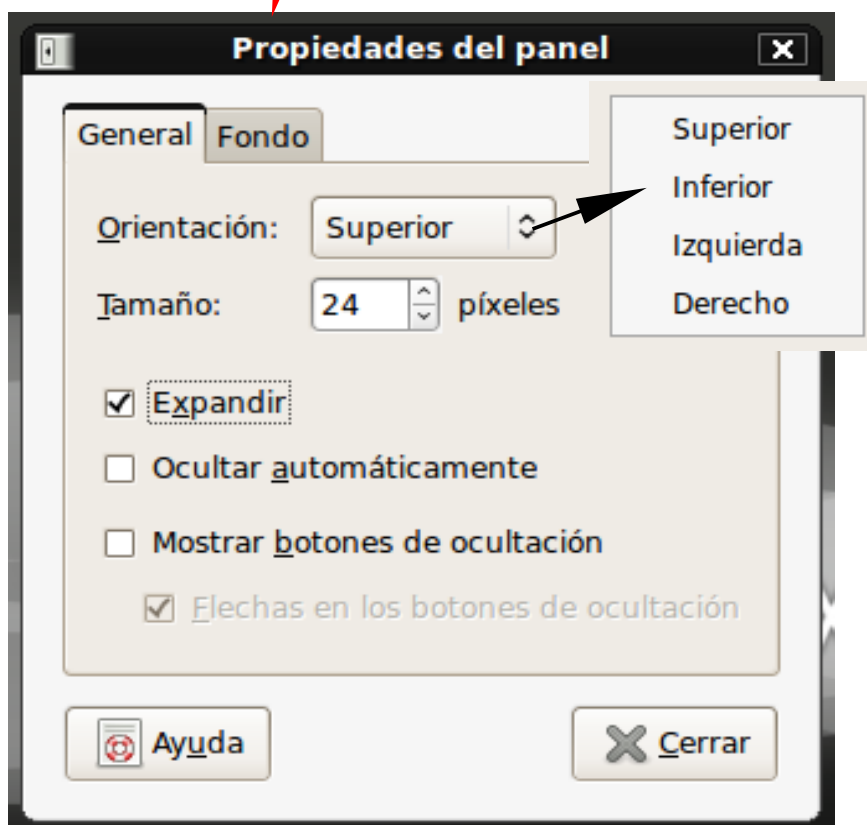 Propiedades del panel
General Fondo
Orientación: Superior
Superior
Inferior
Izquierda
Derecho
Tamaño: 24 píxeles
Expandir
Ocultar automáticamente
Mostrar botones de ocultación
Flechas en los botones de ocultación
Ayuda Cerrar